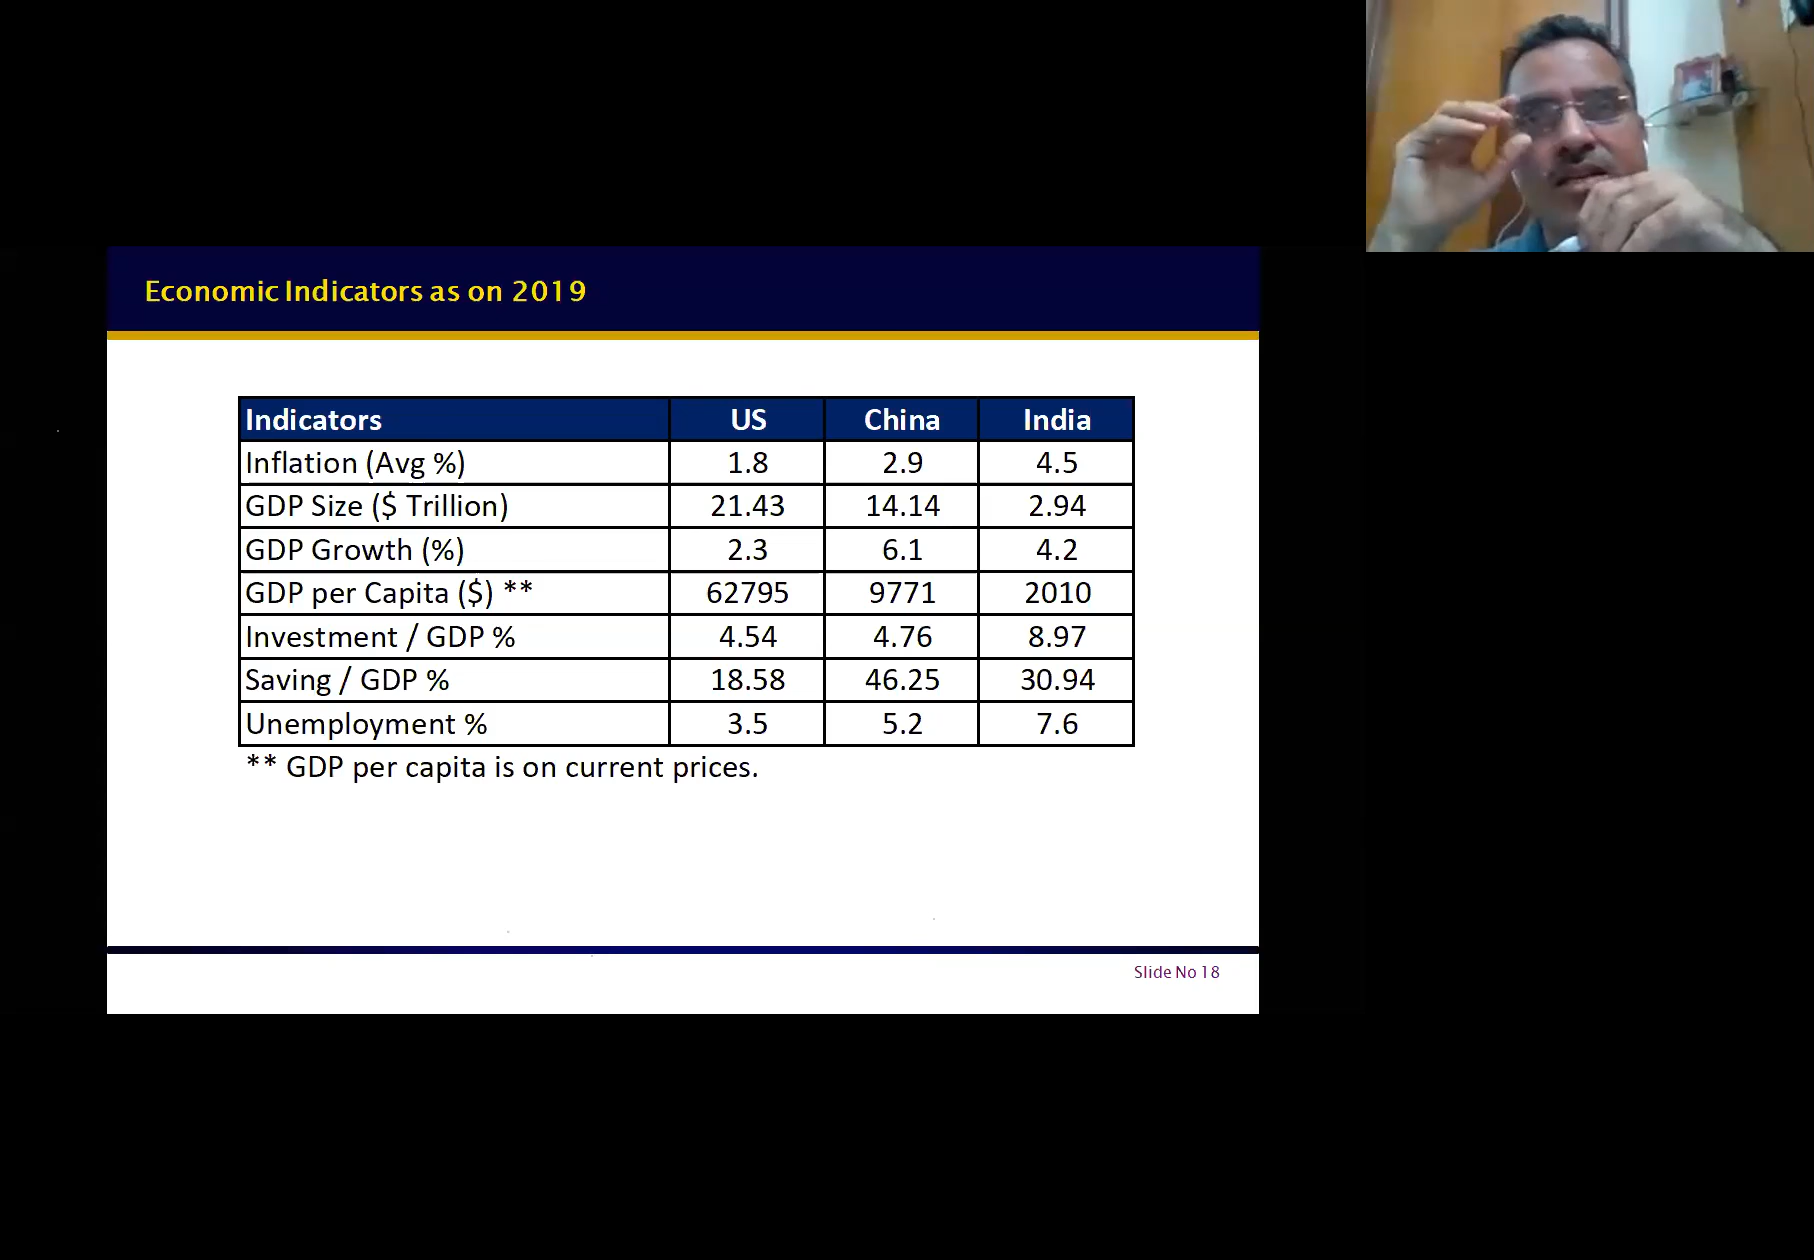 Economic Indicators as on 2019
Indicators US China India
Inflation (Avg %) 1.8 2.9 4.5
GDP Size ($ Trillion) 21.43 14.14 2.94
GDP Growth (%) 2.3 6.1 4.2
GDP per Capita ($) ** 62795 9771 2010
Investment / GDP % 4.54 4.76 8.97
Saving / GDP % 18.58 46.25 30.94
Unemployment % 3.5 5.2 7.6
** GDP per capita is on current prices.
Slide No 18